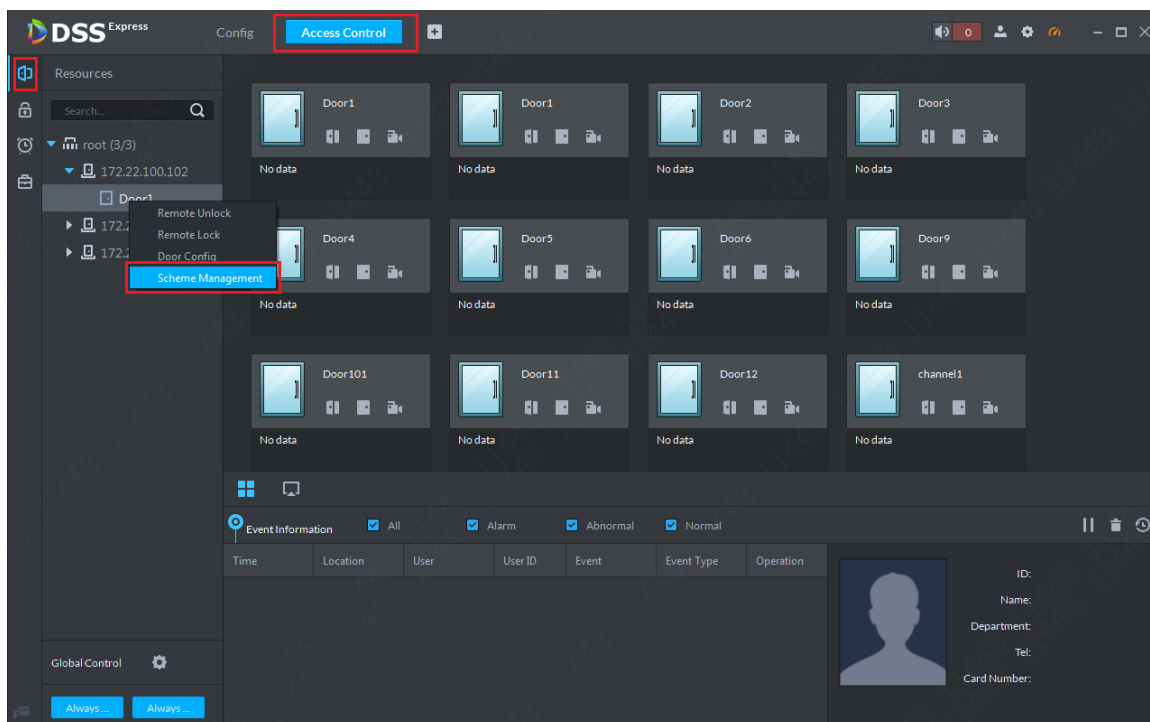 DSS Express
Config
Access Control
0
Resources
Search...
root (3/3)
172.22.100.102
Door1
172.2
172.2
Remote Unlock
Remote Lock
Door Config
Scheme Management
Door1
No data
Door1
No data
Door2
No data
Door3
No data
Door4
No data
Door5
No data
Door6
No data
Door9
No data
Door101
No data
Door11
No data
Door12
No data
channel1
No data
Event Information
All
Alarm
Abnormal
Normal
Time Location User User ID Event Event Type Operation
ID:
Name:
Department:
Tel:
Card Number:
Global Control
Always... Always...
11443 11443